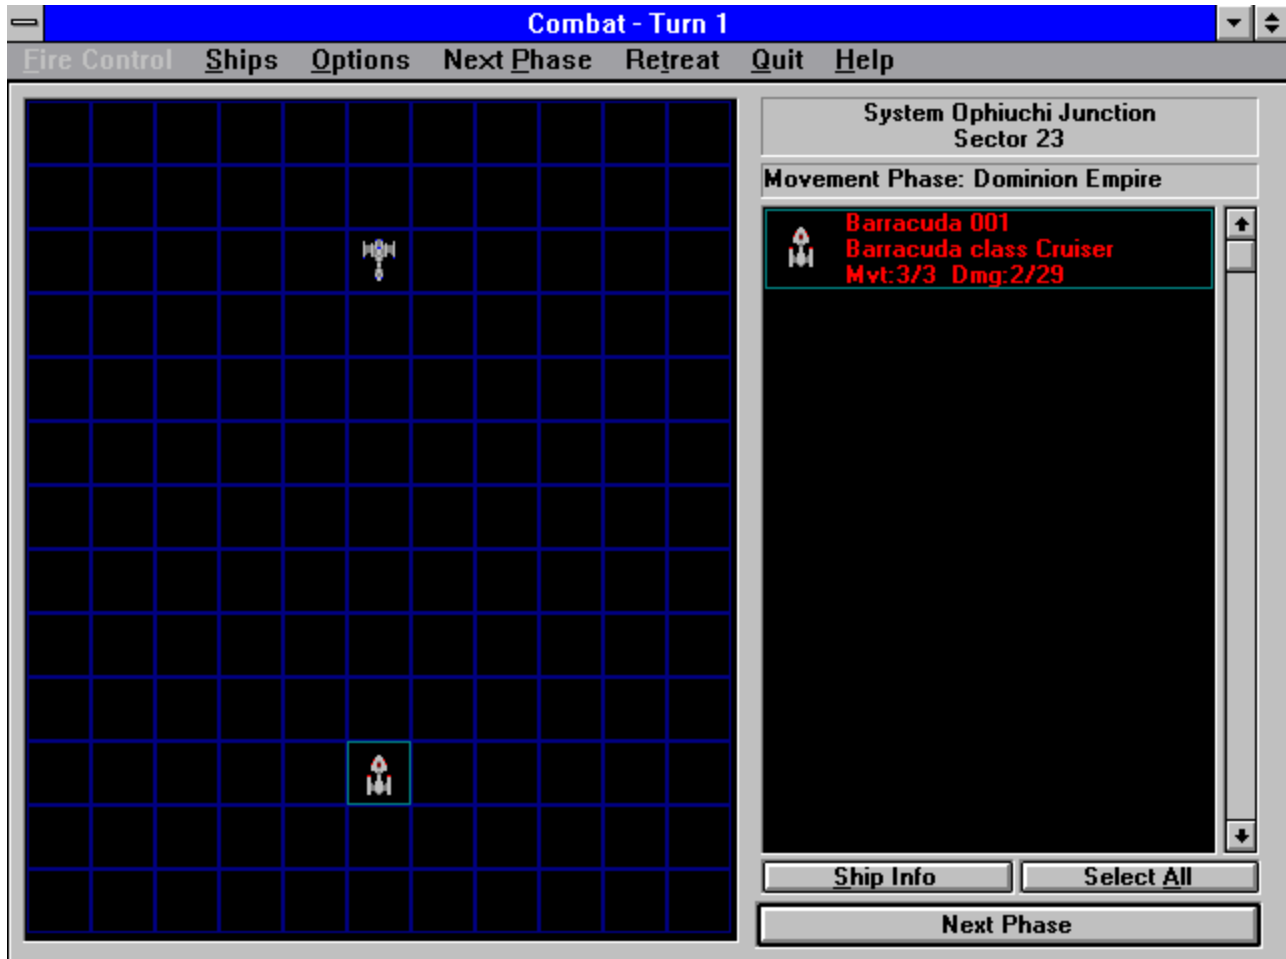 Combat - Turn 1
Fire Control Ships Options Next Phase Retreat Quit Help
System Ophiuchi Junction
Sector 23
Movement Phase: Dominion Empire
Barracuda 001
Barracuda class Cruiser
Mvt:3/3 Dmg:2/29
Ship Info Select All
Next Phase